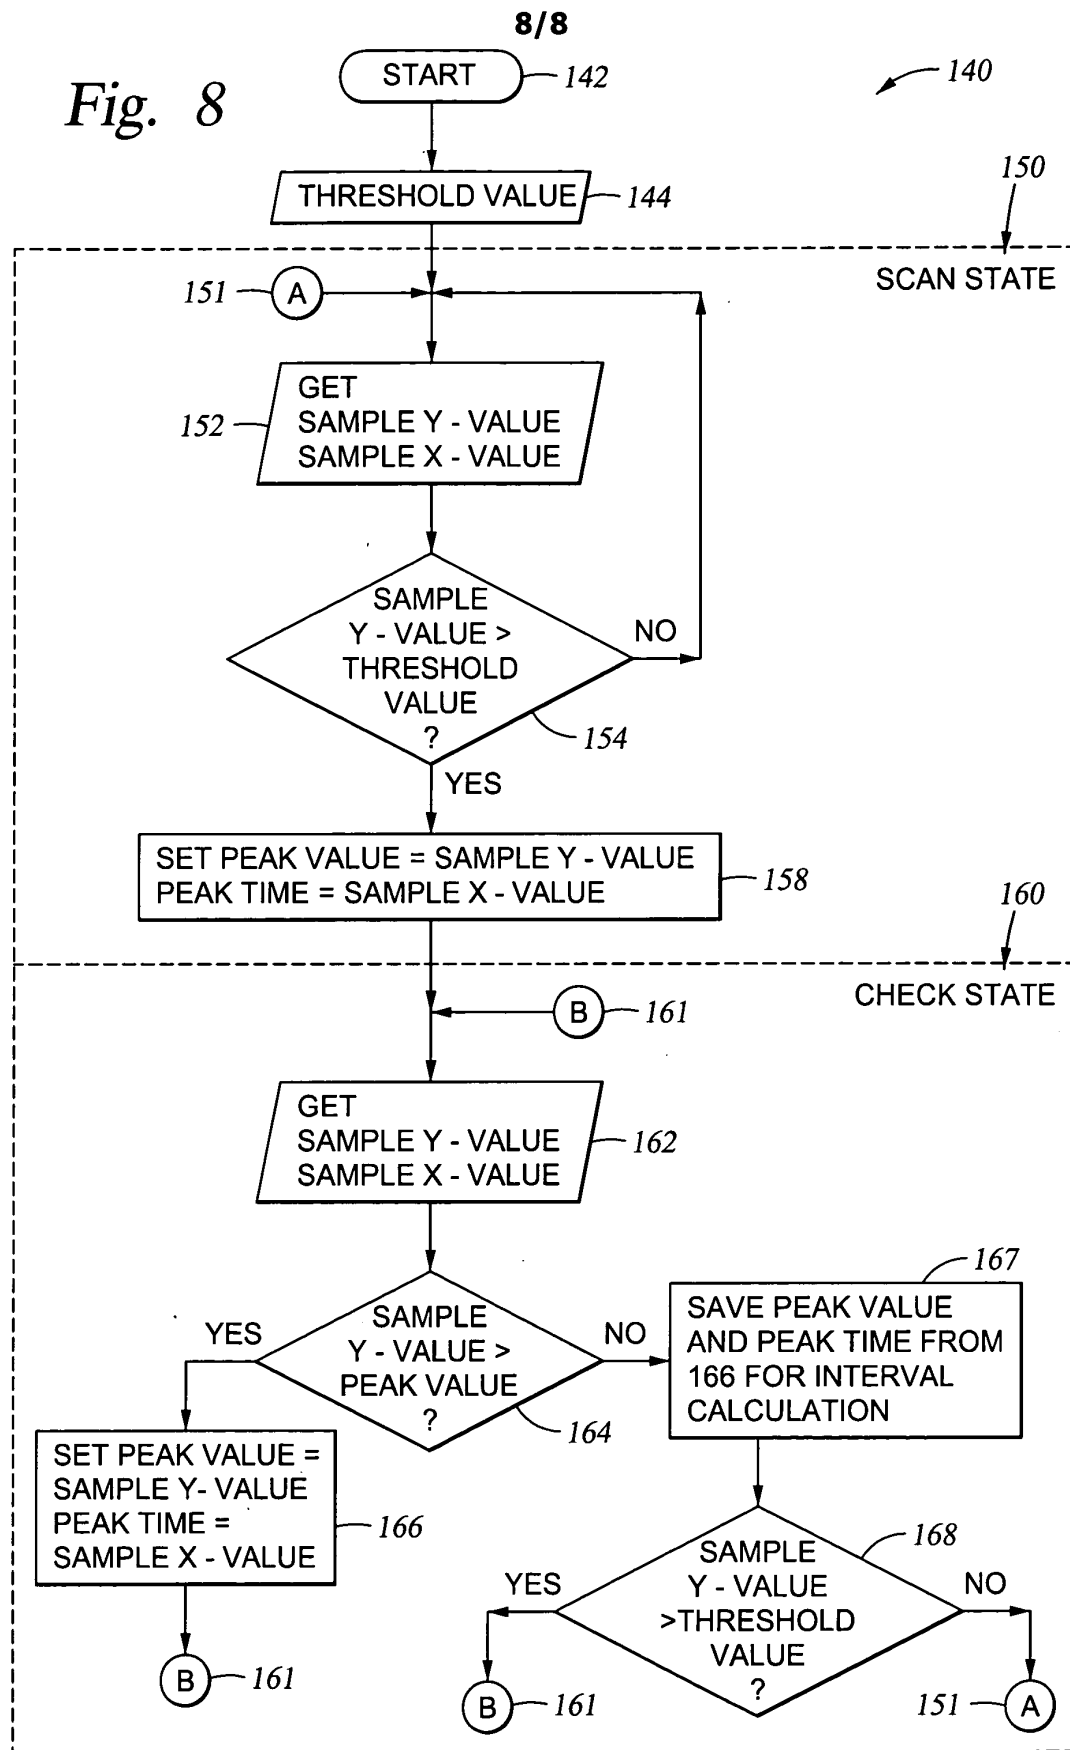 8/8
Fig. 8
START
142
140
THRESHOLD VALUE
144
150
SCAN STATE
151
A
GET
SAMPLE Y - VALUE
SAMPLE X - VALUE
152
SAMPLE
Y - VALUE >
THRESHOLD
VALUE
?
NO
154
YES
SET PEAK VALUE = SAMPLE Y - VALUE
PEAK TIME = SAMPLE X - VALUE
158
160
CHECK STATE
B
161
GET
SAMPLE Y - VALUE
SAMPLE X - VALUE
162
SAMPLE
Y - VALUE >
PEAK VALUE
?
YES
NO
164
167
SAVE PEAK VALUE
AND PEAK TIME FROM
166 FOR INTERVAL
CALCULATION
SET PEAK VALUE =
SAMPLE Y- VALUE
PEAK TIME =
SAMPLE X - VALUE
166
168
SAMPLE
Y - VALUE
>THRESHOLD
VALUE
?
YES
NO
B
161
B
161
151
A